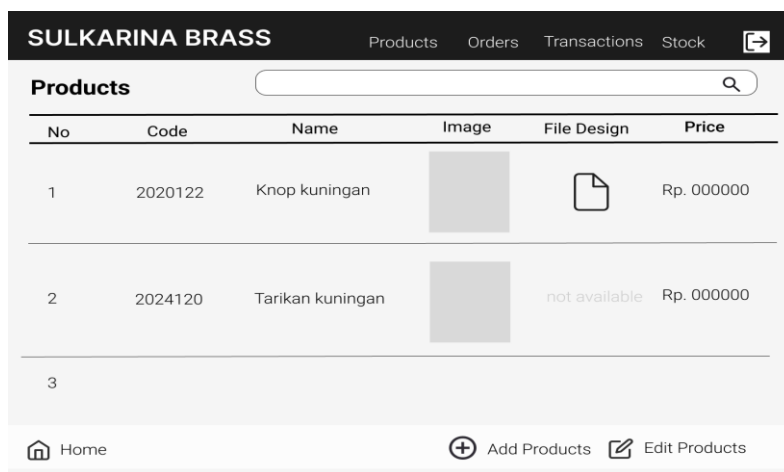 SULKARINA BRASS Products Orders Transactions Stock
Products
No Code Name Image File Design Price
1 2020122 Knop kuningan Rp. 000000
2 2024120 Tarikan kuningan not available Rp. 000000
3
Home Add Products Edit Products